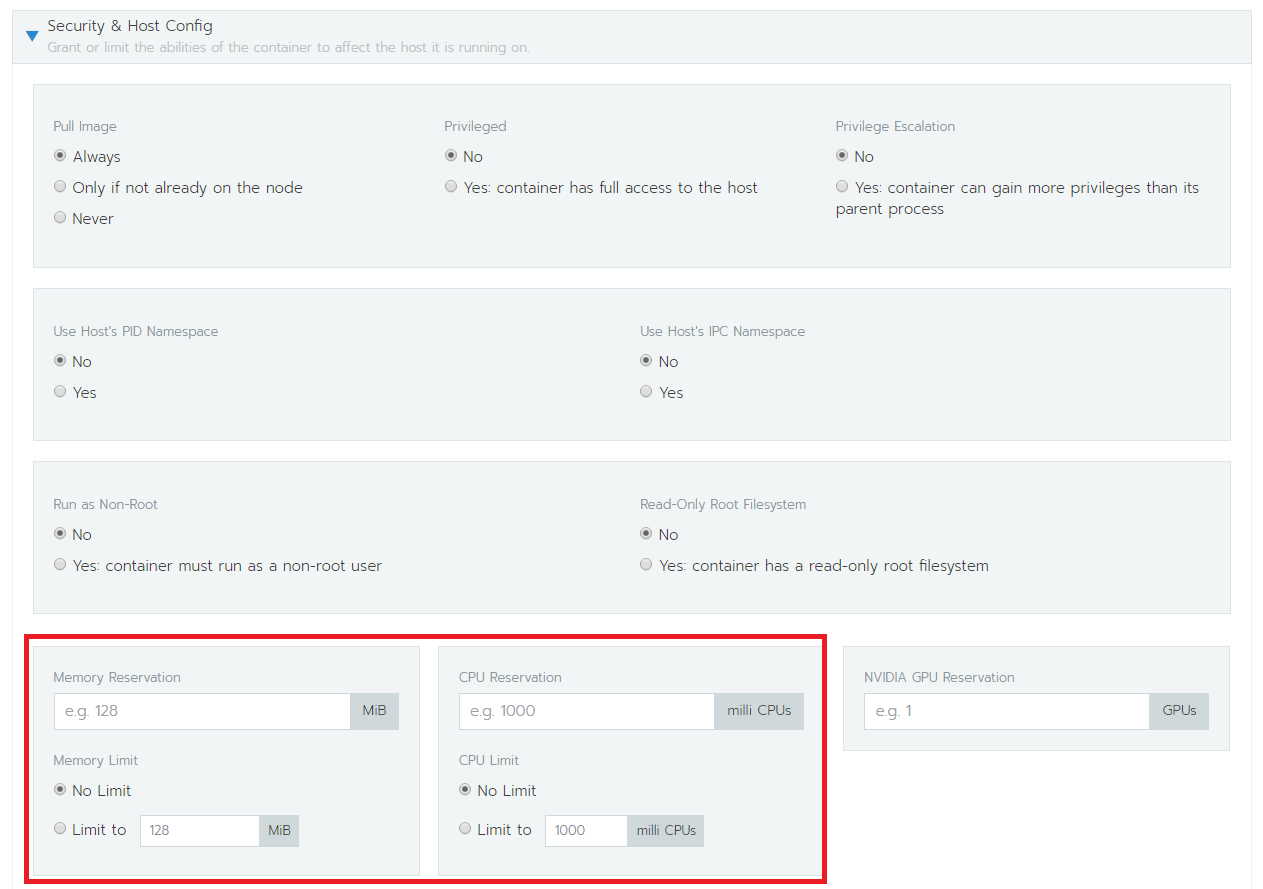 Security & Host Config
Grant or limit the abilities of the container to affect the host it is running on.
Pull Image
Always
Only if not already on the node
Never
Privileged
No
Yes: container has full access to the host
Privilege Escalation
No
Yes: container can gain more privileges than its
parent process
Use Host's PID Namespace
No
Yes
Use Host's IPC Namespace
No
Yes
Run as Non-Root
No
Yes: container must run as a non-root user
Read-Only Root Filesystem
No
Yes: container has a read-only root filesystem
Memory Reservation
e.g. 128 MiB
Memory Limit
No Limit
Limit to 128 MiB
CPU Reservation
e.g. 1000 milli CPUs
CPU Limit
No Limit
Limit to 1000 milli CPUs
NVIDIA GPU Reservation
e.g. 1 GPUs